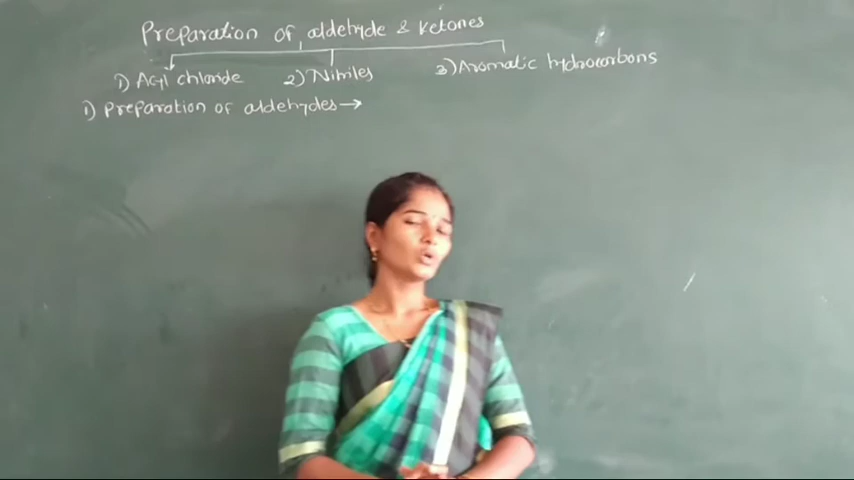 Preparation of aldehyde & ketones
1) Acyl chloride 2) Nitriles 3) Aromatic hydrocarbons
1) Preparation of aldehydes →